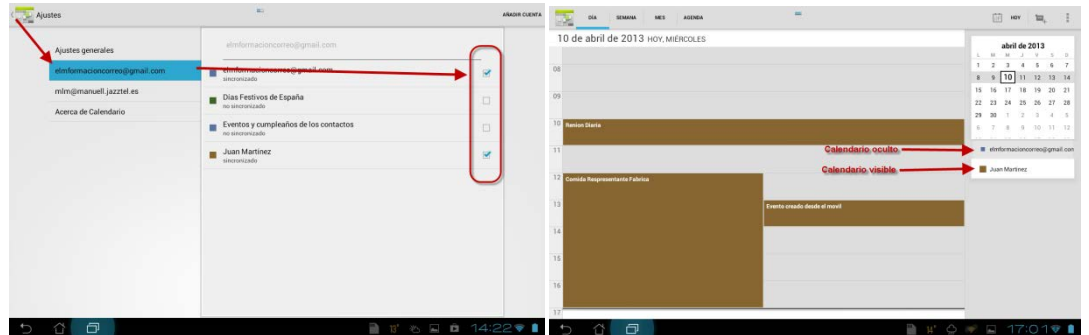 Ajustes
AÑADIR CUENTA
Ajustes generales
elmformacioncorreo@gmail.com
mlm@manuell.jazztel.es
Acerca de Calendario
elmformacioncorreo@gmail.com
elmformacioncorreo@gmail.com
sincronizado
Días Festivos de España
no sincronizado
Eventos y cumpleaños de los contactos
no sincronizado
Juan Martinez
sincronizado
14:22
DÍA SEMANA MES AGENDA
HOY
10 de abril de 2013 HOY, MIÉRCOLES
08
09
10 Renion Diaria
11
12 Comida Respresentante Fabrica
13 Evento creado desde el movil
14
15
16
17
abril de 2013
L M M J V S D
1 2 3 4 5 6 7
8 9 10 11 12 13 14
15 16 17 18 19 20 21
22 23 24 25 26 27 28
29 30 1 2 3 4 5
6 7 8 9 10 11 12
Calendario oculto
elmformacioncorreo@gmail.com
Calendario visible
Juan Martinez
17:01